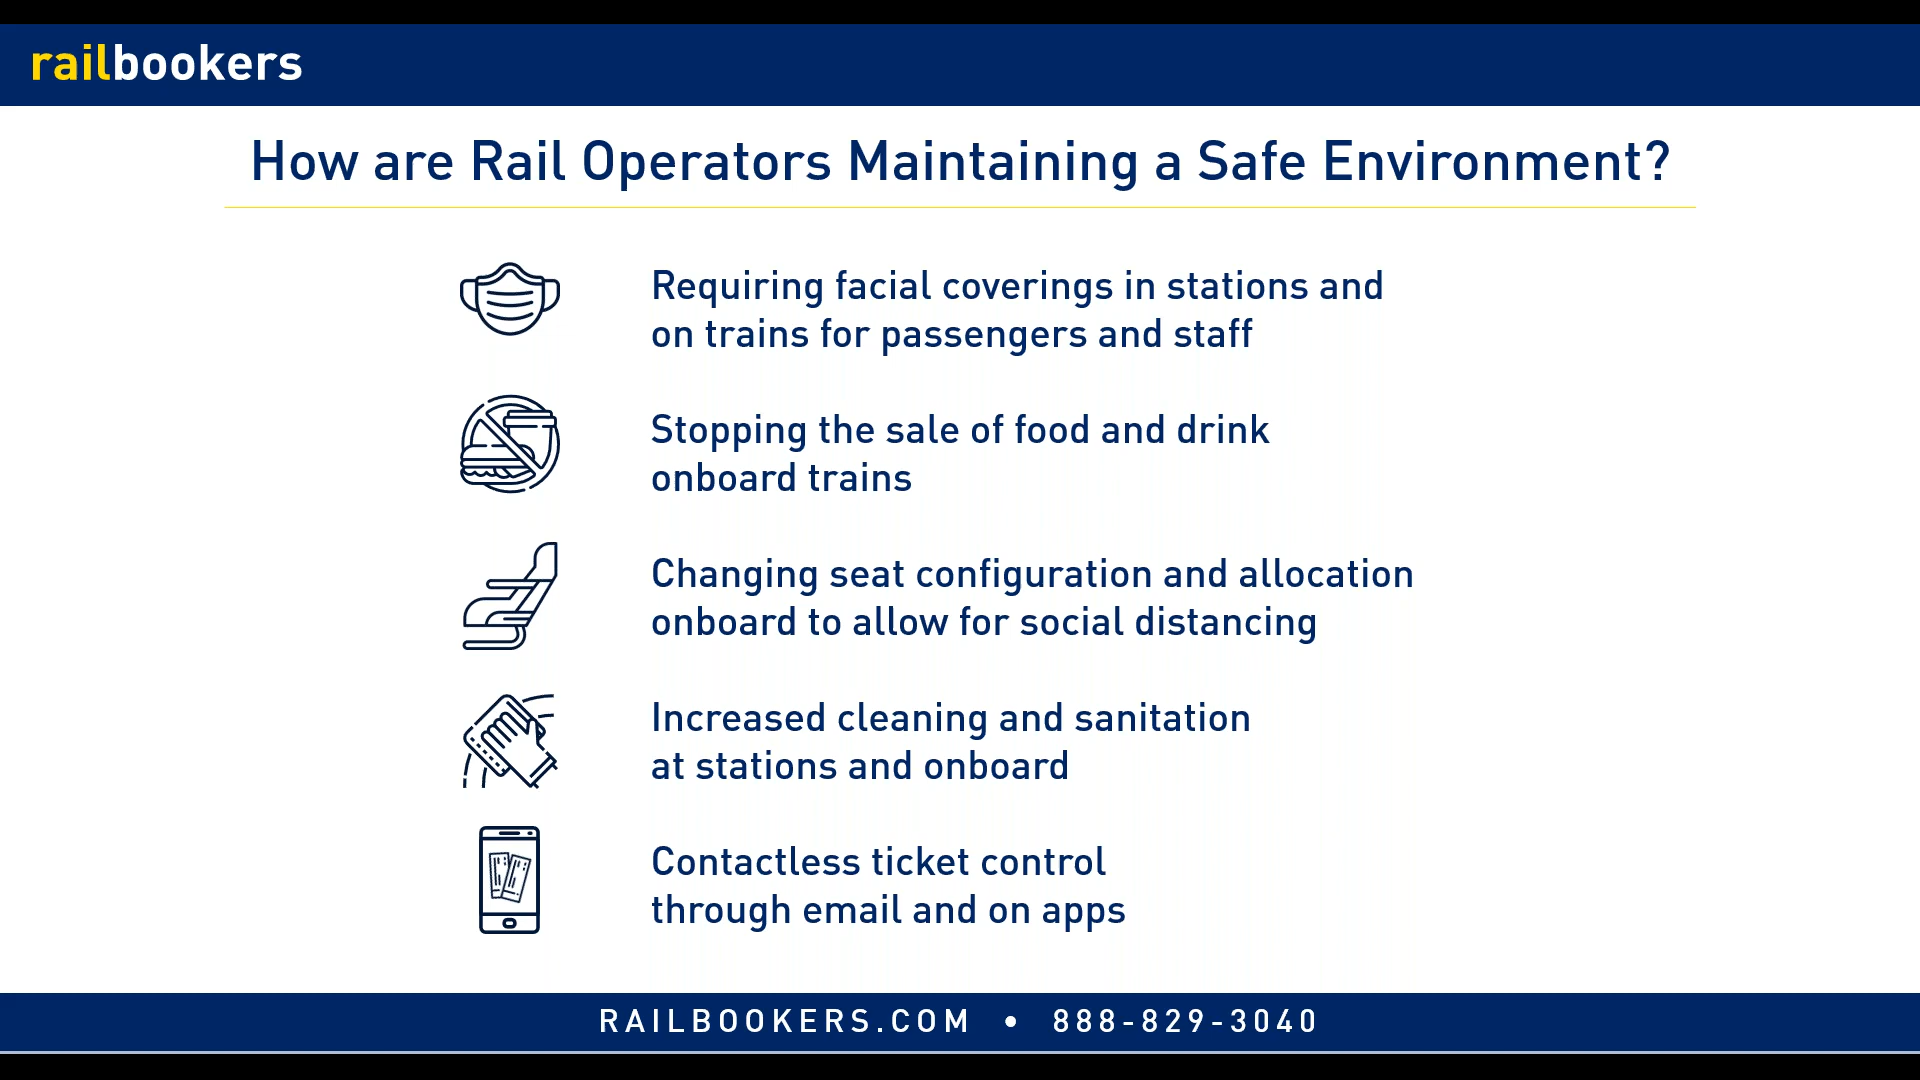 railbookers
How are Rail Operators Maintaining a Safe Environment?
Requiring facial coverings in stations and
on trains for passengers and staff
Stopping the sale of food and drink
onboard trains
Changing seat configuration and allocation
onboard to allow for social distancing
Increased cleaning and sanitation
at stations and onboard
Contactless ticket control
through email and on apps
RAILBOOKERS.COM • 888-829-3040